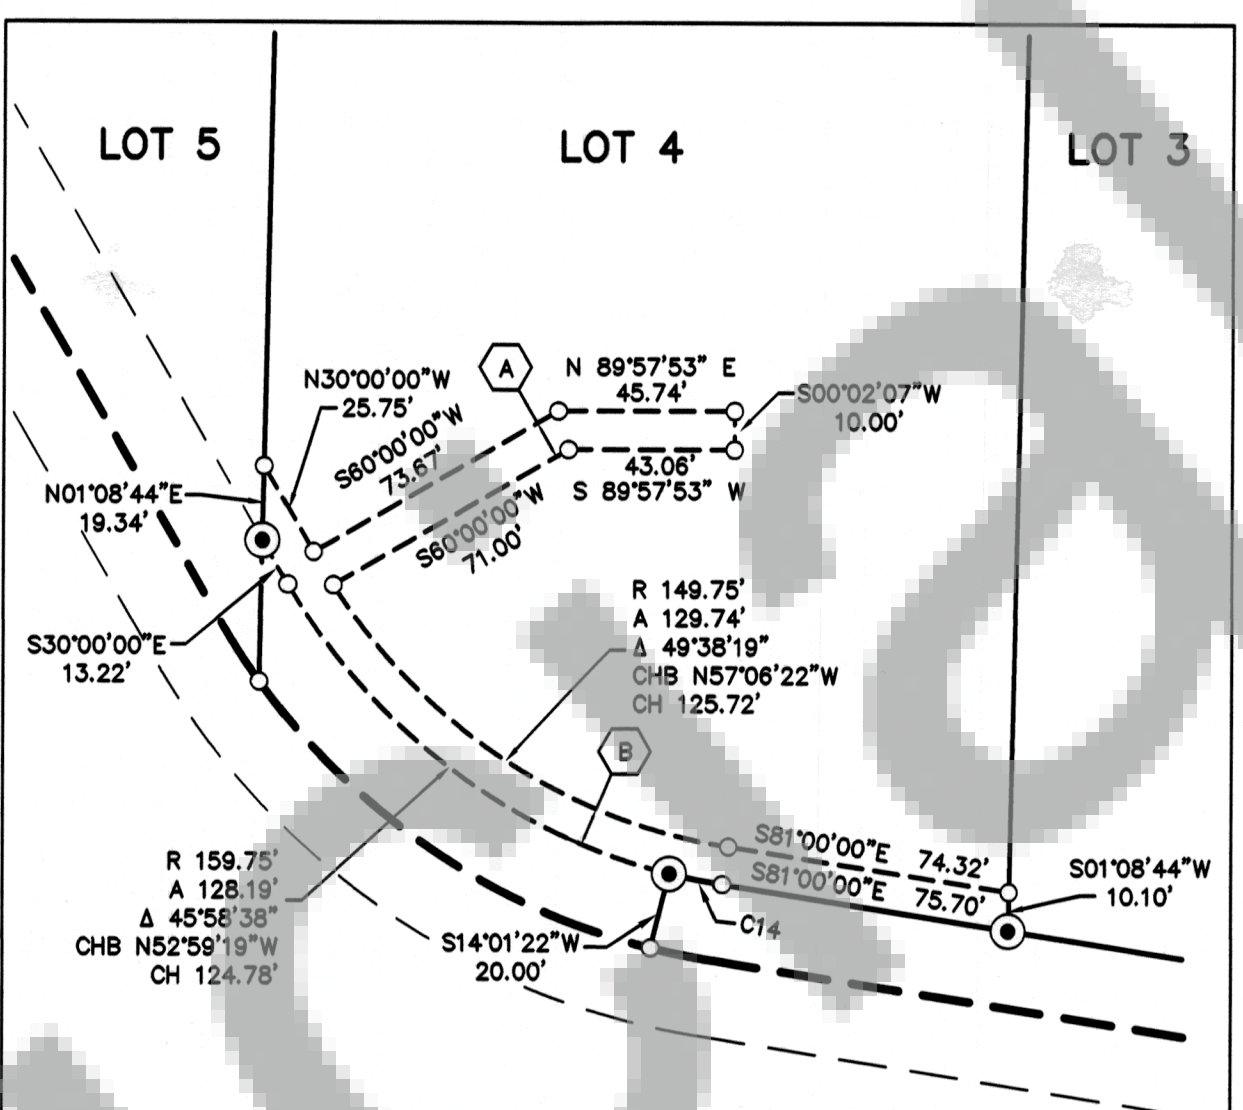 LOT 5
LOT 4
LOT 3
N30°00'00"W
25.75'
A
N 89°57'53" E
45.74'
S00°02'07"W
10.00'
S60°00'00"W
73.67'
43.06'
S 89°57'53" W
S60°00'00"W
71.00'
N01°08'44"E
19.34'
S30°00'00"E
13.22'
R 149.75'
A 129.74'
Δ 49°38'19"
CHB N57°06'22"W
CH 125.72'
B
S81°00'00"E 74.32'
S81°00'00"E 75.70'
S01°08'44"W
10.10'
C14
R 159.75'
A 128.19'
Δ 45°58'38"
CHB N52°59'19"W
CH 124.78'
S14°01'22"W
20.00'